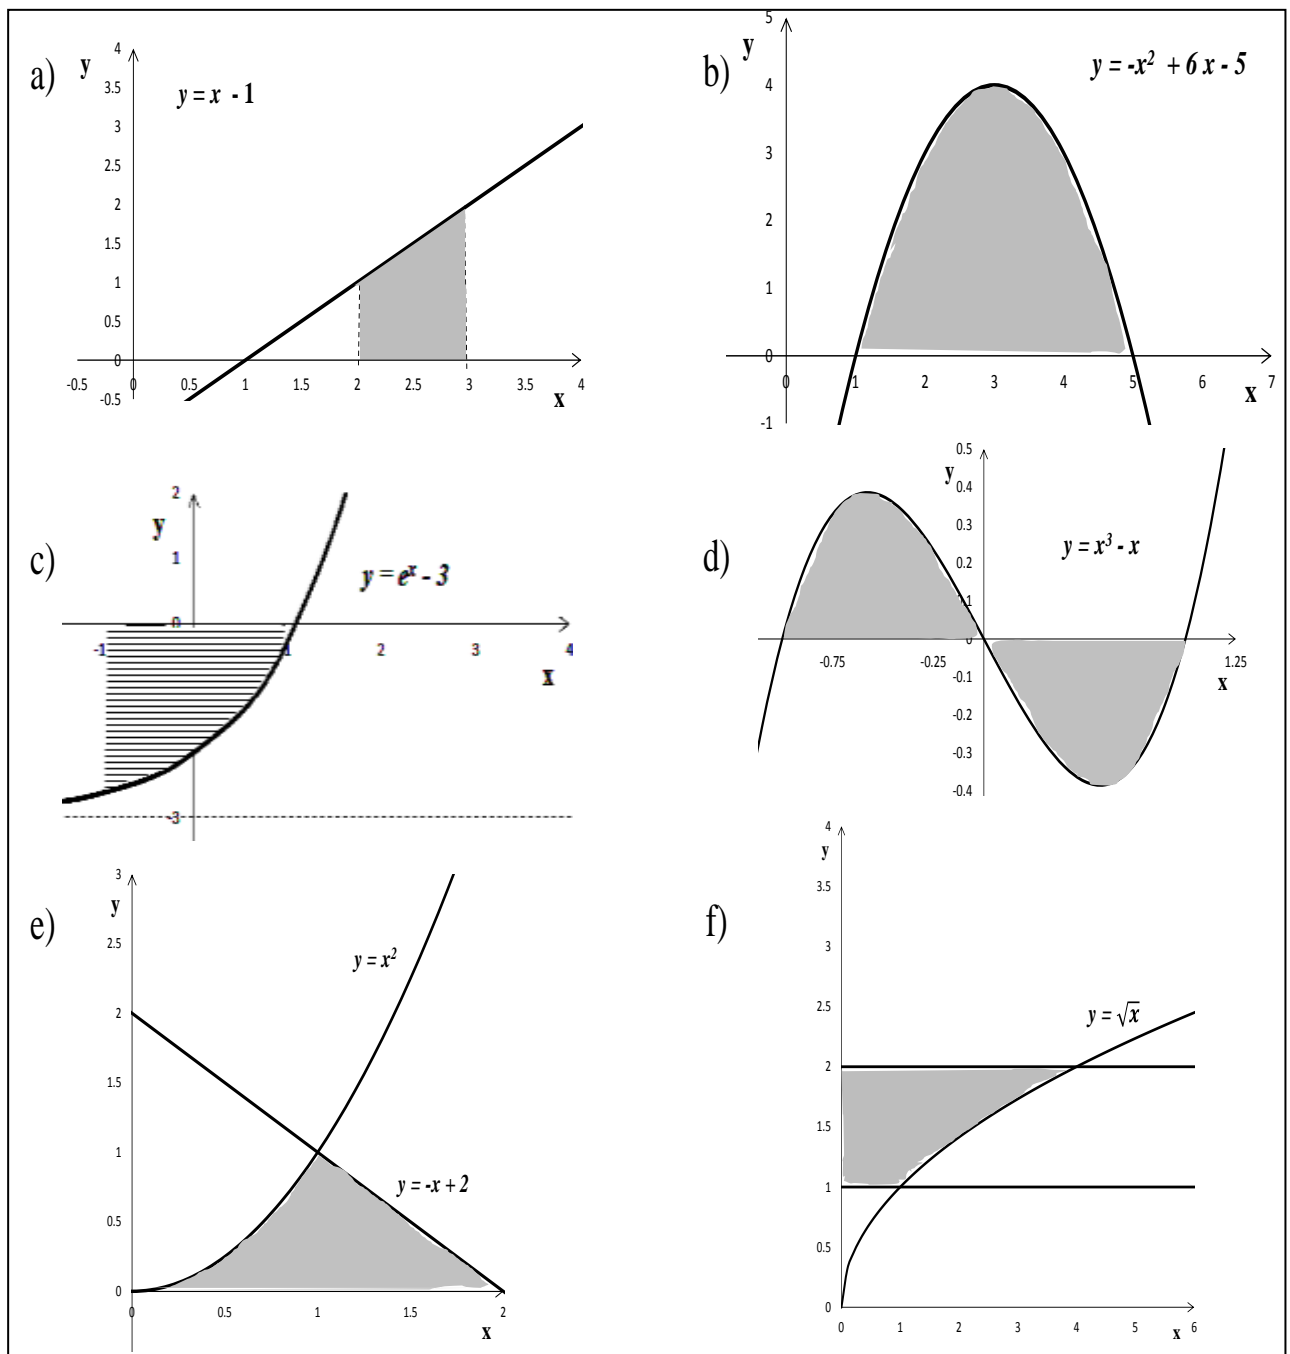 a)
y
y = x - 1
4
3.5
3
2.5
2
1.5
1
0.5
0
-0.5
-0.5 0 0.5 1 1.5 2 2.5 3 3.5 4
x
b)
y
y = -x² + 6 x - 5
5
4
3
2
1
0
-1
0 1 2 3 4 5 6 7
x
c)
y
y = eˣ - 3
2
1
0
-1 1 2 3 4
x
-3
d)
y
y = x³ - x
0.5
0.4
0.3
0.2
0.1
0
-0.1
-0.2
-0.3
-0.4
-0.75 -0.25 1.25
x
e)
y
3
2.5
2
1.5
1
0.5
0
y = x²
y = -x + 2
0 0.5 1 1.5 2
x
f)
y
4
3.5
3
2.5
2
1.5
1
0.5
0
y = √x
0 1 2 3 4 5 6
x